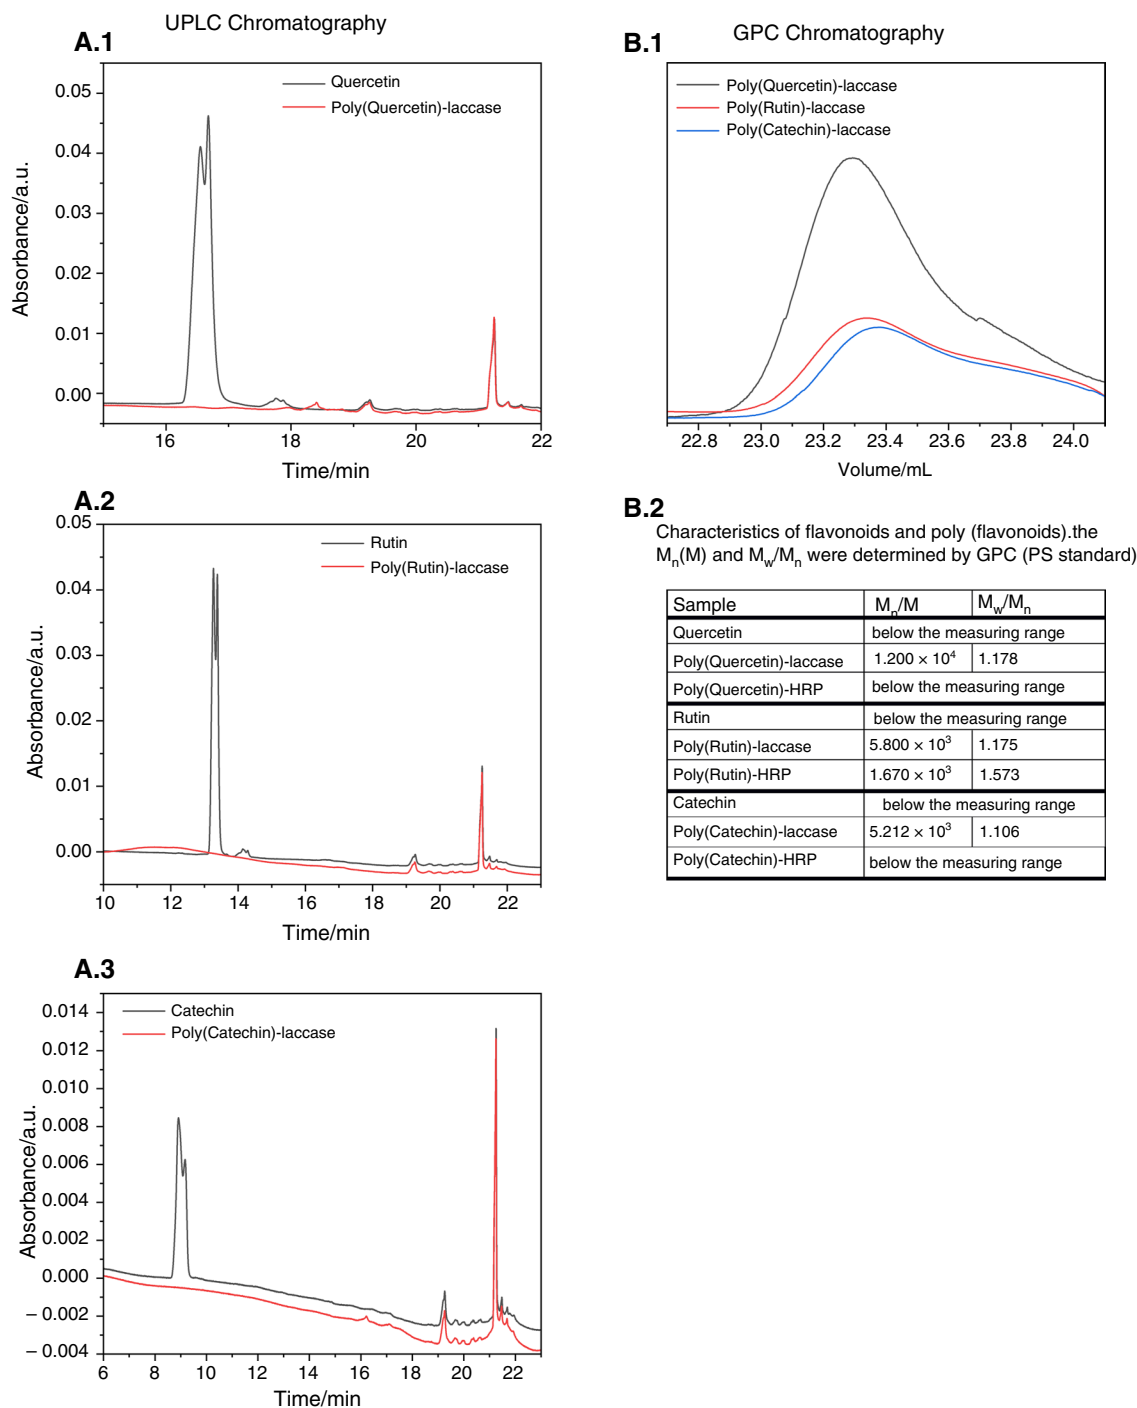 UPLC Chromatography
A.1
Quercetin
Poly(Quercetin)-laccase
Absorbance/a.u.
0.05
0.04
0.03
0.02
0.01
0.00
16 18 20 22
Time/min
A.2
Rutin
Poly(Rutin)-laccase
Absorbance/a.u.
0.05
0.04
0.03
0.02
0.01
0.00
10 12 14 16 18 20 22
Time/min
A.3
Catechin
Poly(Catechin)-laccase
Absorbance/a.u.
0.014
0.012
0.010
0.008
0.006
0.004
0.002
0.000
– 0.002
– 0.004
6 8 10 12 14 16 18 20 22
Time/min
GPC Chromatography
B.1
Poly(Quercetin)-laccase
Poly(Rutin)-laccase
Poly(Catechin)-laccase
22.8 23.0 23.2 23.4 23.6 23.8 24.0
Volume/mL
B.2
Characteristics of flavonoids and poly (flavonoids).the
Mn(M) and Mw/Mn were determined by GPC (PS standard)
Sample Mn/M Mw/Mn
Quercetin below the measuring range
Poly(Quercetin)-laccase 1.200 × 10⁴ 1.178
Poly(Quercetin)-HRP below the measuring range
Rutin below the measuring range
Poly(Rutin)-laccase 5.800 × 10³ 1.175
Poly(Rutin)-HRP 1.670 × 10³ 1.573
Catechin below the measuring range
Poly(Catechin)-laccase 5.212 × 10³ 1.106
Poly(Catechin)-HRP below the measuring range